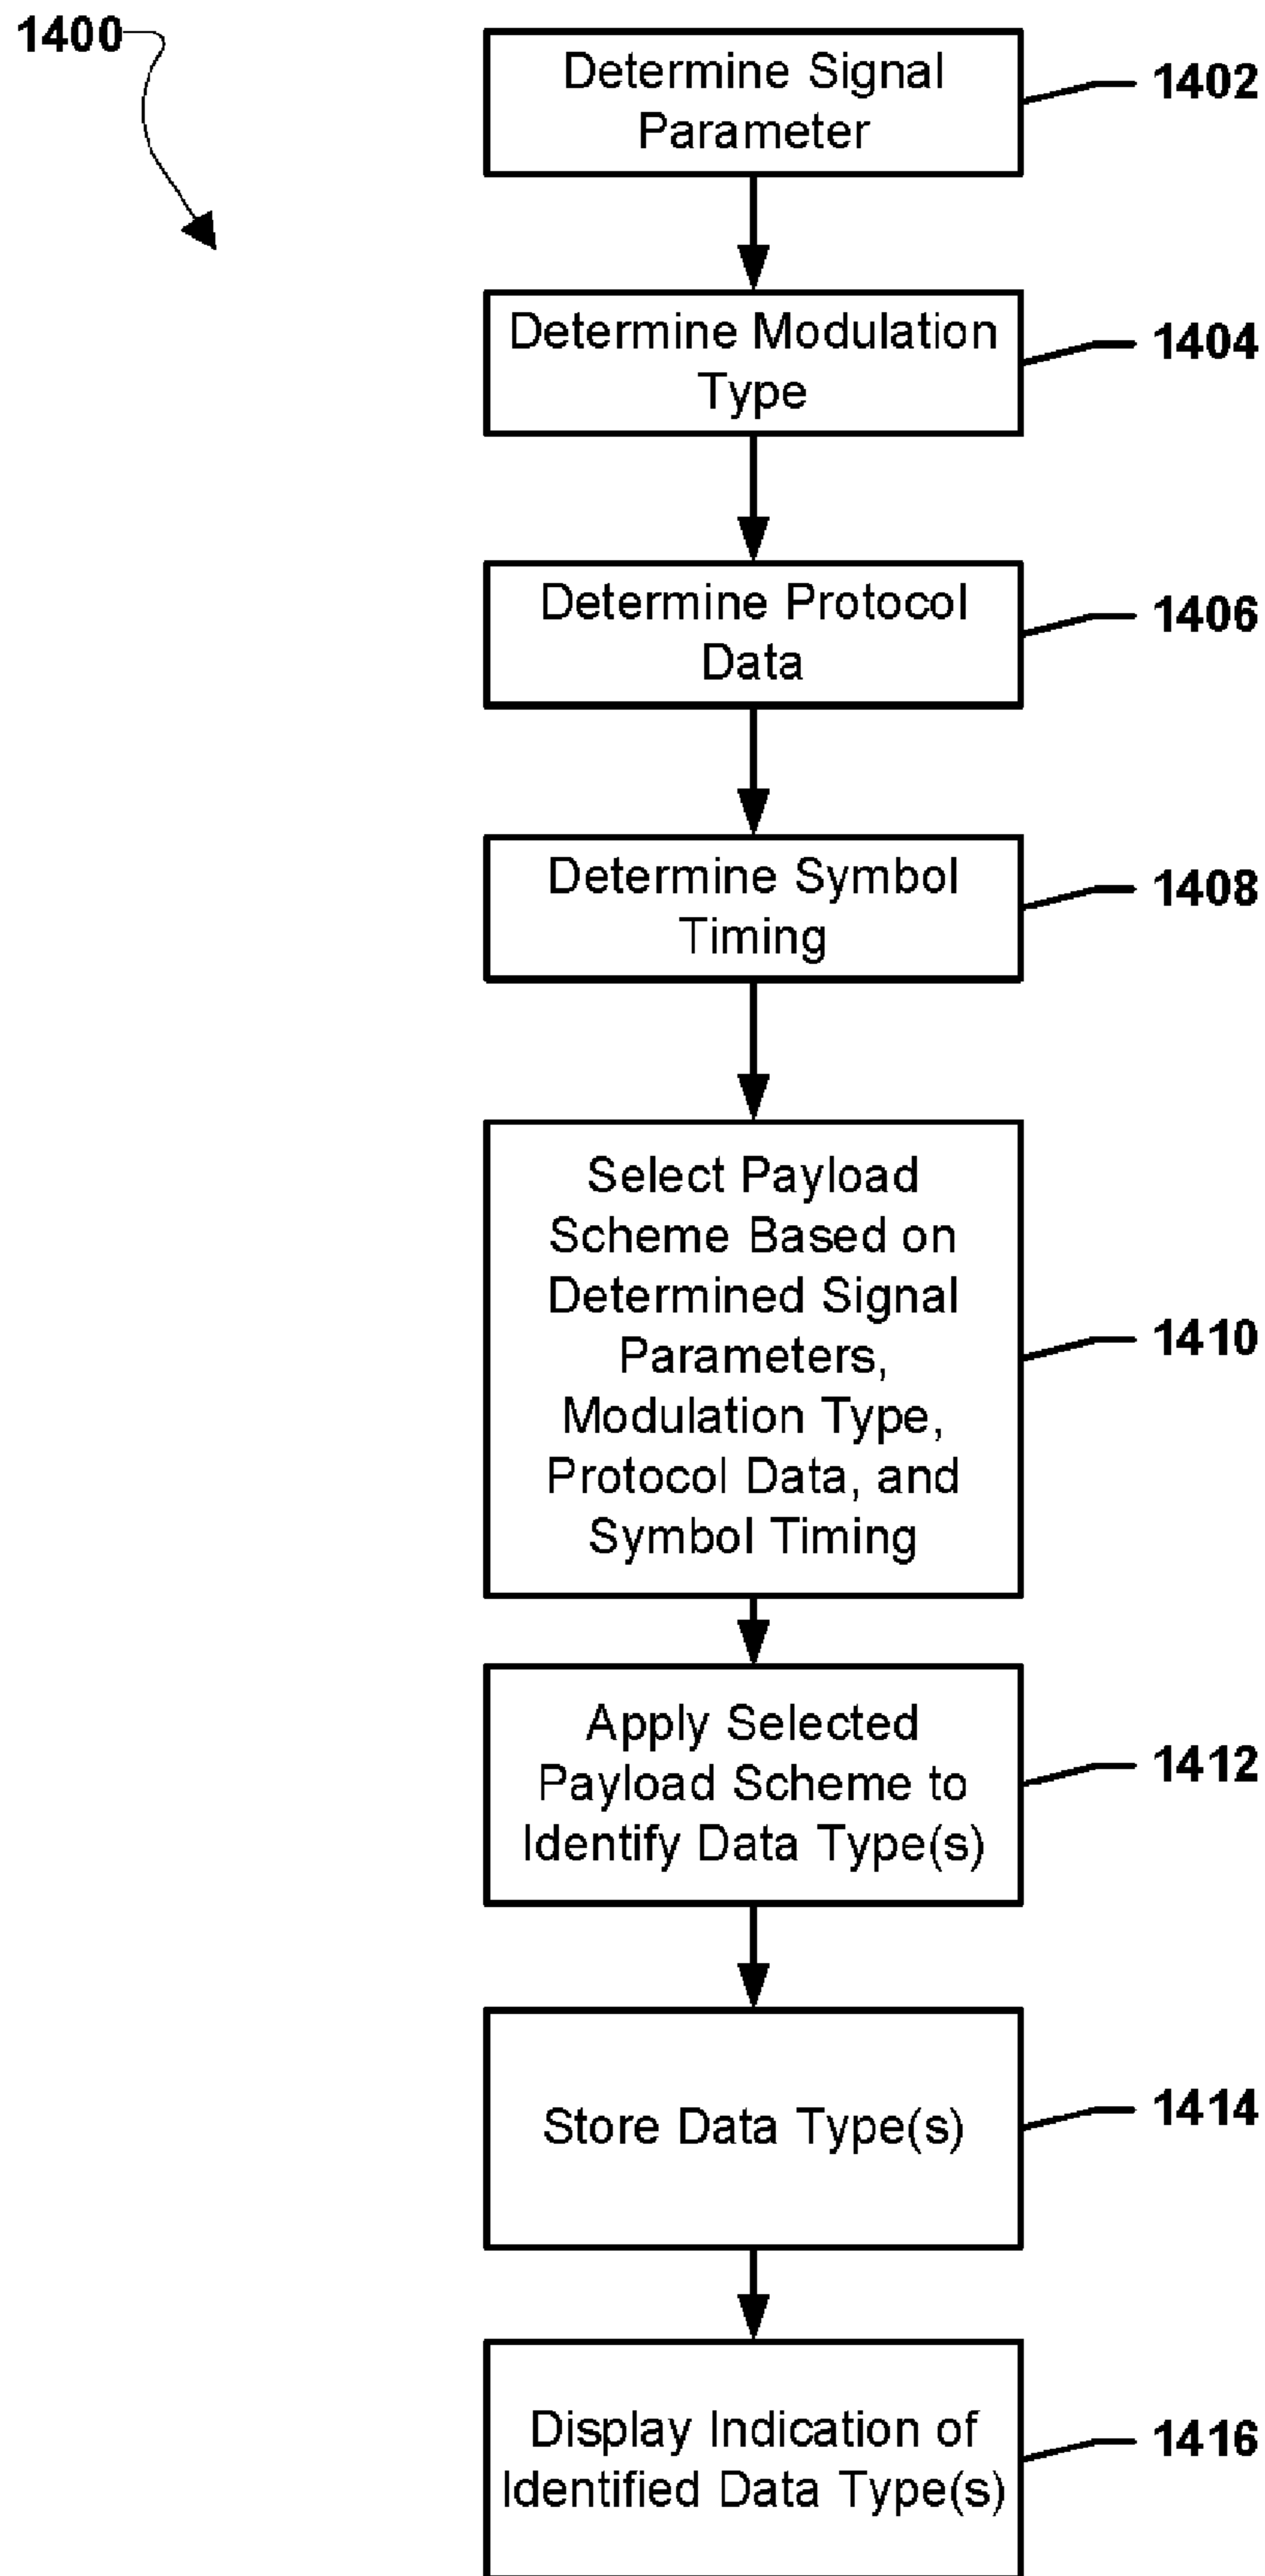 1400
Determine Signal
Parameter
1402
Determine Modulation
Type
1404
Determine Protocol
Data
1406
Determine Symbol
Timing
1408
Select Payload
Scheme Based on
Determined Signal
Parameters,
Modulation Type,
Protocol Data, and
Symbol Timing
1410
Apply Selected
Payload Scheme to
Identify Data Type(s)
1412
Store Data Type(s)
1414
Display Indication of
Identified Data Type(s)
1416